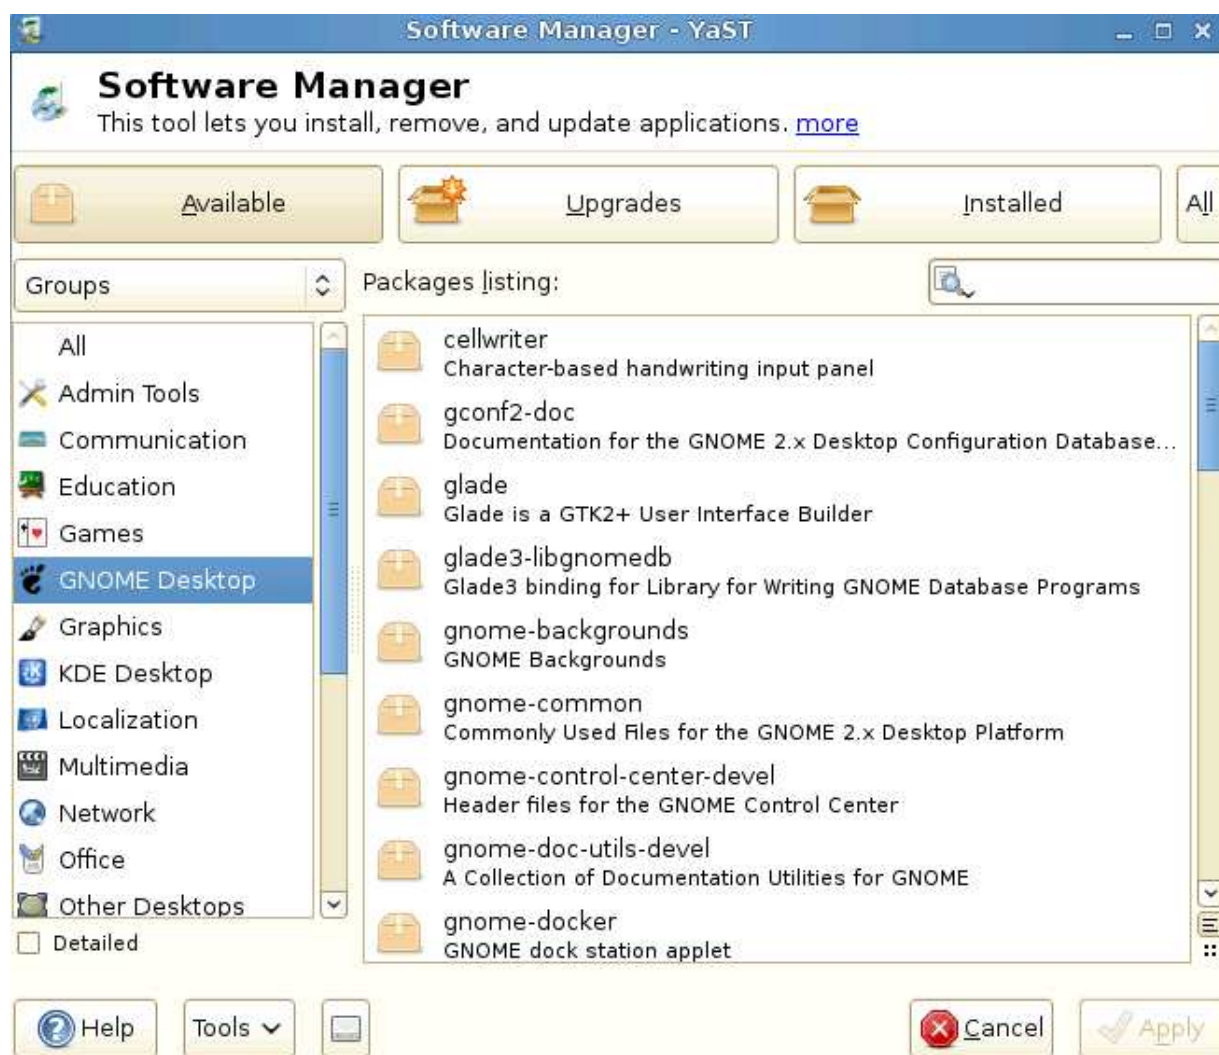 Software Manager - YaST
Software Manager
This tool lets you install, remove, and update applications. more
Available
Upgrades
Installed
All
Groups
Packages listing:
All
Admin Tools
Communication
Education
Games
GNOME Desktop
Graphics
KDE Desktop
Localization
Multimedia
Network
Office
Other Desktops
Detailed
cellwriter
Character-based handwriting input panel
gconf2-doc
Documentation for the GNOME 2.x Desktop Configuration Database...
glade
Glade is a GTK2+ User Interface Builder
glade3-libgnomedb
Glade3 binding for Library for Writing GNOME Database Programs
gnome-backgrounds
GNOME Backgrounds
gnome-common
Commonly Used Files for the GNOME 2.x Desktop Platform
gnome-control-center-devel
Header files for the GNOME Control Center
gnome-doc-utils-devel
A Collection of Documentation Utilities for GNOME
gnome-docker
GNOME dock station applet
Help
Tools
Cancel
Apply